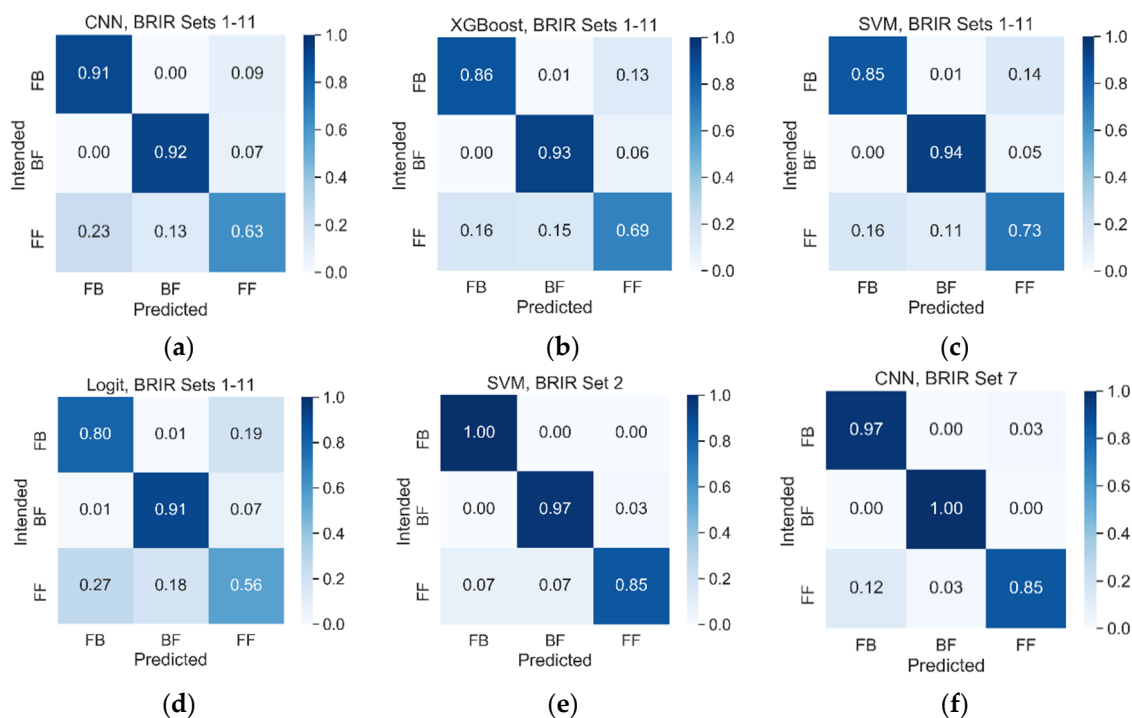 CNN, BRIR Sets 1-11
FB 0.91 0.00 0.09
BF 0.00 0.92 0.07
FF 0.23 0.13 0.63
Intended
FB BF FF
Predicted
1.0
0.8
0.6
0.4
0.2
0.0
(a)
XGBoost, BRIR Sets 1-11
FB 0.86 0.01 0.13
BF 0.00 0.93 0.06
FF 0.16 0.15 0.69
Intended
FB BF FF
Predicted
1.0
0.8
0.6
0.4
0.2
0.0
(b)
SVM, BRIR Sets 1-11
FB 0.85 0.01 0.14
BF 0.00 0.94 0.05
FF 0.16 0.11 0.73
Intended
FB BF FF
Predicted
1.0
0.8
0.6
0.4
0.2
0.0
(c)
Logit, BRIR Sets 1-11
FB 0.80 0.01 0.19
BF 0.01 0.91 0.07
FF 0.27 0.18 0.56
Intended
FB BF FF
Predicted
1.0
0.8
0.6
0.4
0.2
0.0
(d)
SVM, BRIR Set 2
FB 1.00 0.00 0.00
BF 0.00 0.97 0.03
FF 0.07 0.07 0.85
Intended
FB BF FF
Predicted
1.0
0.8
0.6
0.4
0.2
0.0
(e)
CNN, BRIR Set 7
FB 0.97 0.00 0.03
BF 0.00 1.00 0.00
FF 0.12 0.03 0.85
Intended
FB BF FF
Predicted
1.0
0.8
0.6
0.4
0.2
0.0
(f)